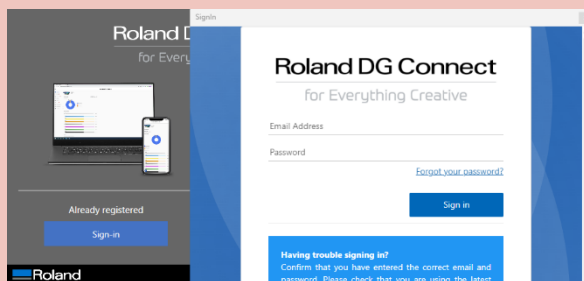 Roland
for Every
Already registered
Sign-in
Roland
SignIn
Roland DG Connect
for Everything Creative
Email Address
Password
Forgot your password?
Sign in
Having trouble signing in?
Confirm that you have entered the correct email and
password. Please check that you are using the latest